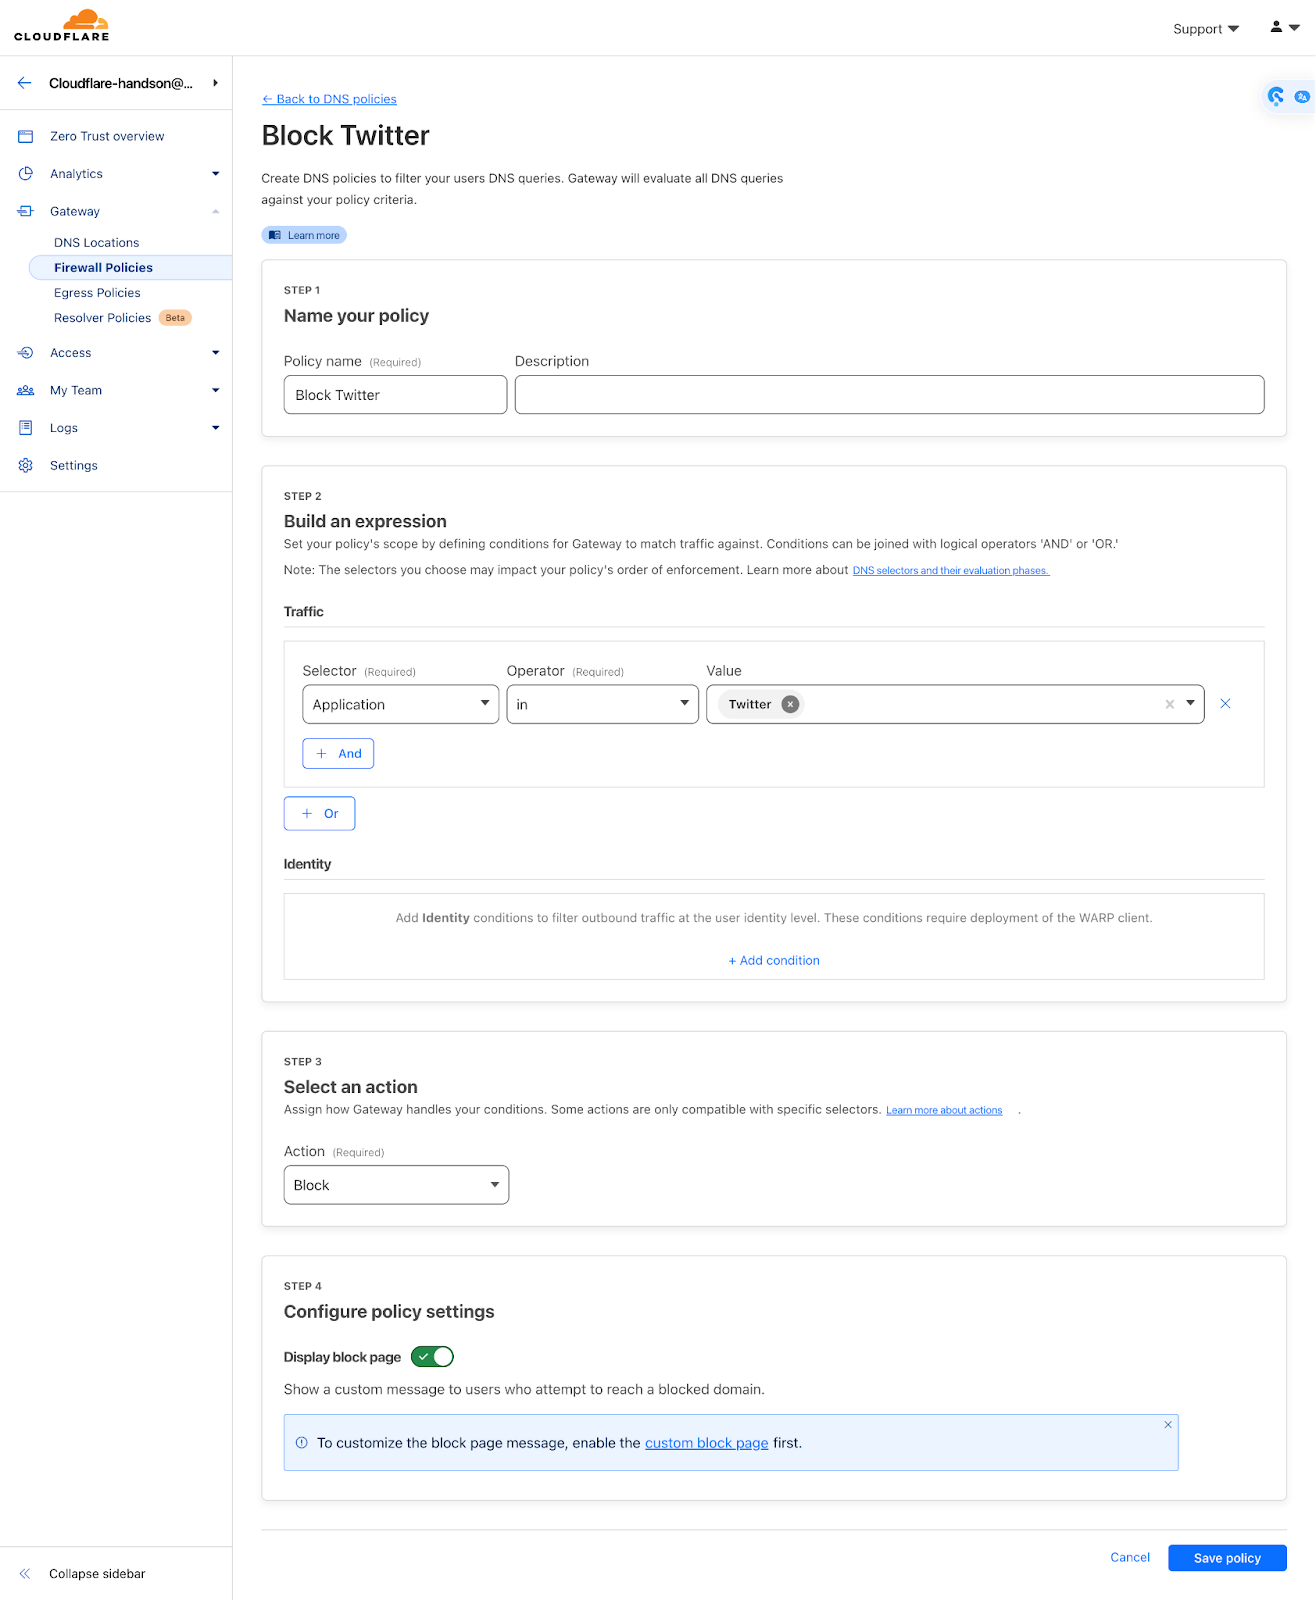 CLOUDFLARE
Support
Cloudflare-handson@...
Zero Trust overview
Analytics
Gateway
DNS Locations
Firewall Policies
Egress Policies
Resolver Policies Beta
Access
My Team
Logs
Settings
← Back to DNS policies
Block Twitter
Create DNS policies to filter your users DNS queries. Gateway will evaluate all DNS queries
against your policy criteria.
Learn more
STEP 1
Name your policy
Policy name (Required) Description
Block Twitter
STEP 2
Build an expression
Set your policy's scope by defining conditions for Gateway to match traffic against. Conditions can be joined with logical operators 'AND' or 'OR.'
Note: The selectors you choose may impact your policy's order of enforcement. Learn more about DNS selectors and their evaluation phases.
Traffic
Selector (Required) Operator (Required) Value
Application in Twitter
+ And
+ Or
Identity
Add Identity conditions to filter outbound traffic at the user identity level. These conditions require deployment of the WARP client.
+ Add condition
STEP 3
Select an action
Assign how Gateway handles your conditions. Some actions are only compatible with specific selectors. Learn more about actions .
Action (Required)
Block
STEP 4
Configure policy settings
Display block page
Show a custom message to users who attempt to reach a blocked domain.
To customize the block page message, enable the custom block page first.
Cancel Save policy
Collapse sidebar